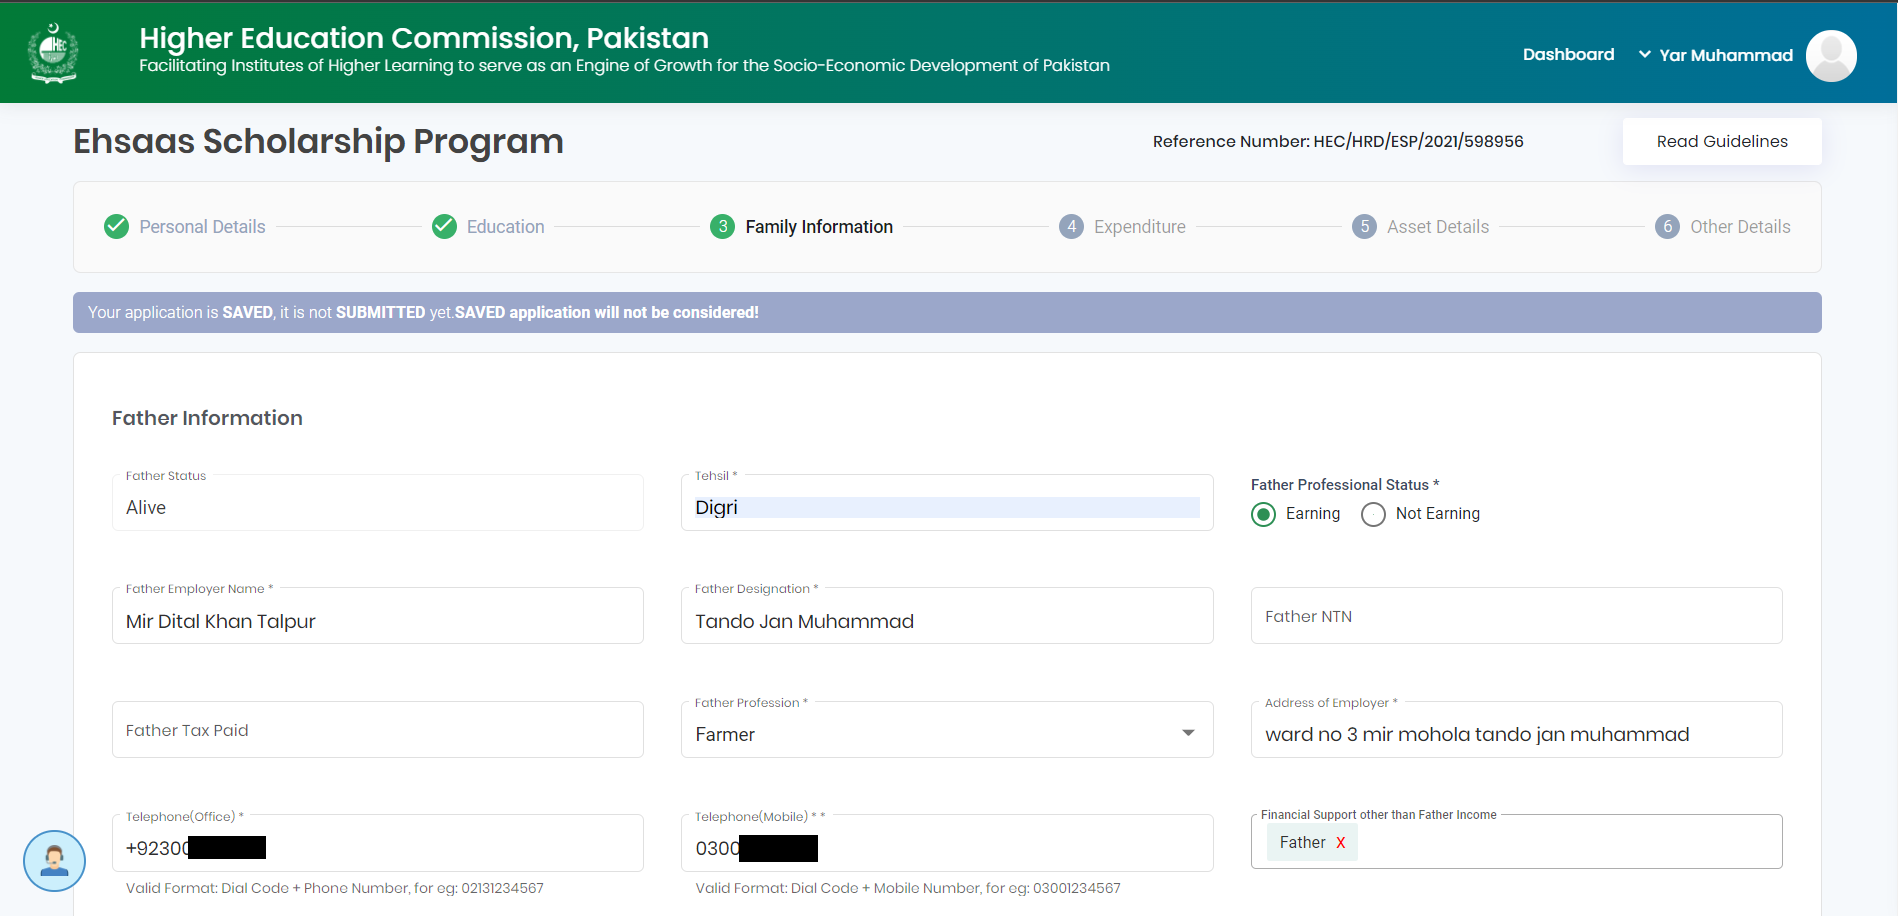 HEC
Higher Education Commission, Pakistan
Facilitating Institutes of Higher Learning to serve as an Engine of Growth for the Socio-Economic Development of Pakistan
Dashboard Yar Muhammad
Ehsaas Scholarship Program
Reference Number: HEC/HRD/ESP/2021/598956
Read Guidelines
Personal Details Education 3 Family Information 4 Expenditure 5 Asset Details 6 Other Details
Your application is SAVED, it is not SUBMITTED yet.SAVED application will not be considered!
Father Information
Father Status
Alive
Tehsil *
Digri
Father Professional Status *
Earning Not Earning
Father Employer Name *
Mir Dital Khan Talpur
Father Designation *
Tando Jan Muhammad
Father NTN
Father Tax Paid
Father Profession *
Farmer
Address of Employer *
ward no 3 mir mohola tando jan muhammad
Telephone(Office) *
+92300
Valid Format: Dial Code + Phone Number, for eg: 02131234567
Telephone(Mobile) * *
0300
Valid Format: Dial Code + Mobile Number, for eg: 03001234567
Financial Support other than Father Income
Father X